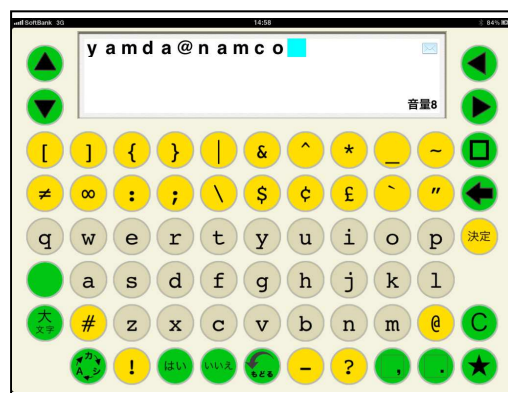 SoftBank 3G 14:58 84%
yamda@namco
音量8
[ ] { } | & ^ * _ ~
≠ ∞ : ; \ $ ¢ £ ` "
q w e r t y u i o p 決定
a s d f g h j k l
大文字 # z x c v b n m @ C
カ シ A ! はい いいえ もどる - ? , . ★